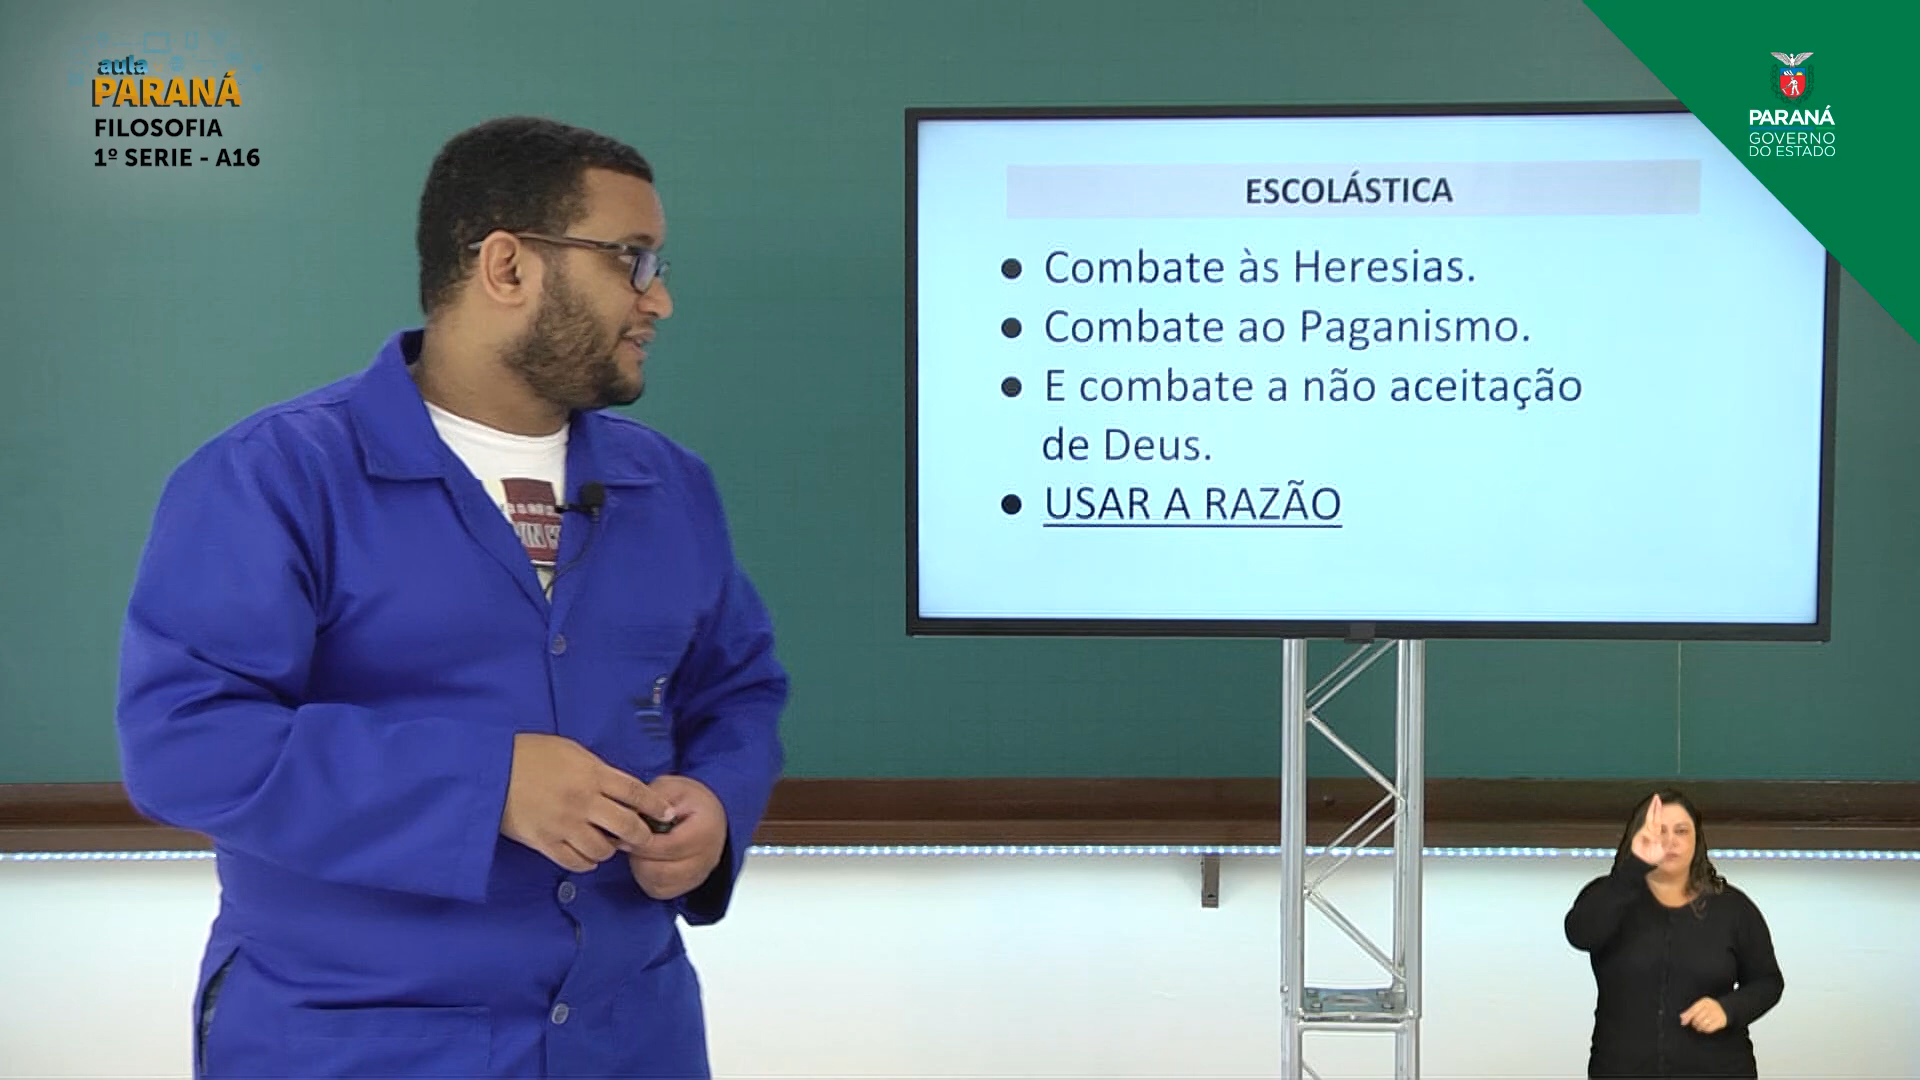 aula
PARANÁ
FILOSOFIA
1º SERIE - A16
PARANÁ
GOVERNO
DO ESTADO
ESCOLÁSTICA
● Combate às Heresias.
● Combate ao Paganismo.
● E combate a não aceitação
de Deus.
● USAR A RAZÃO